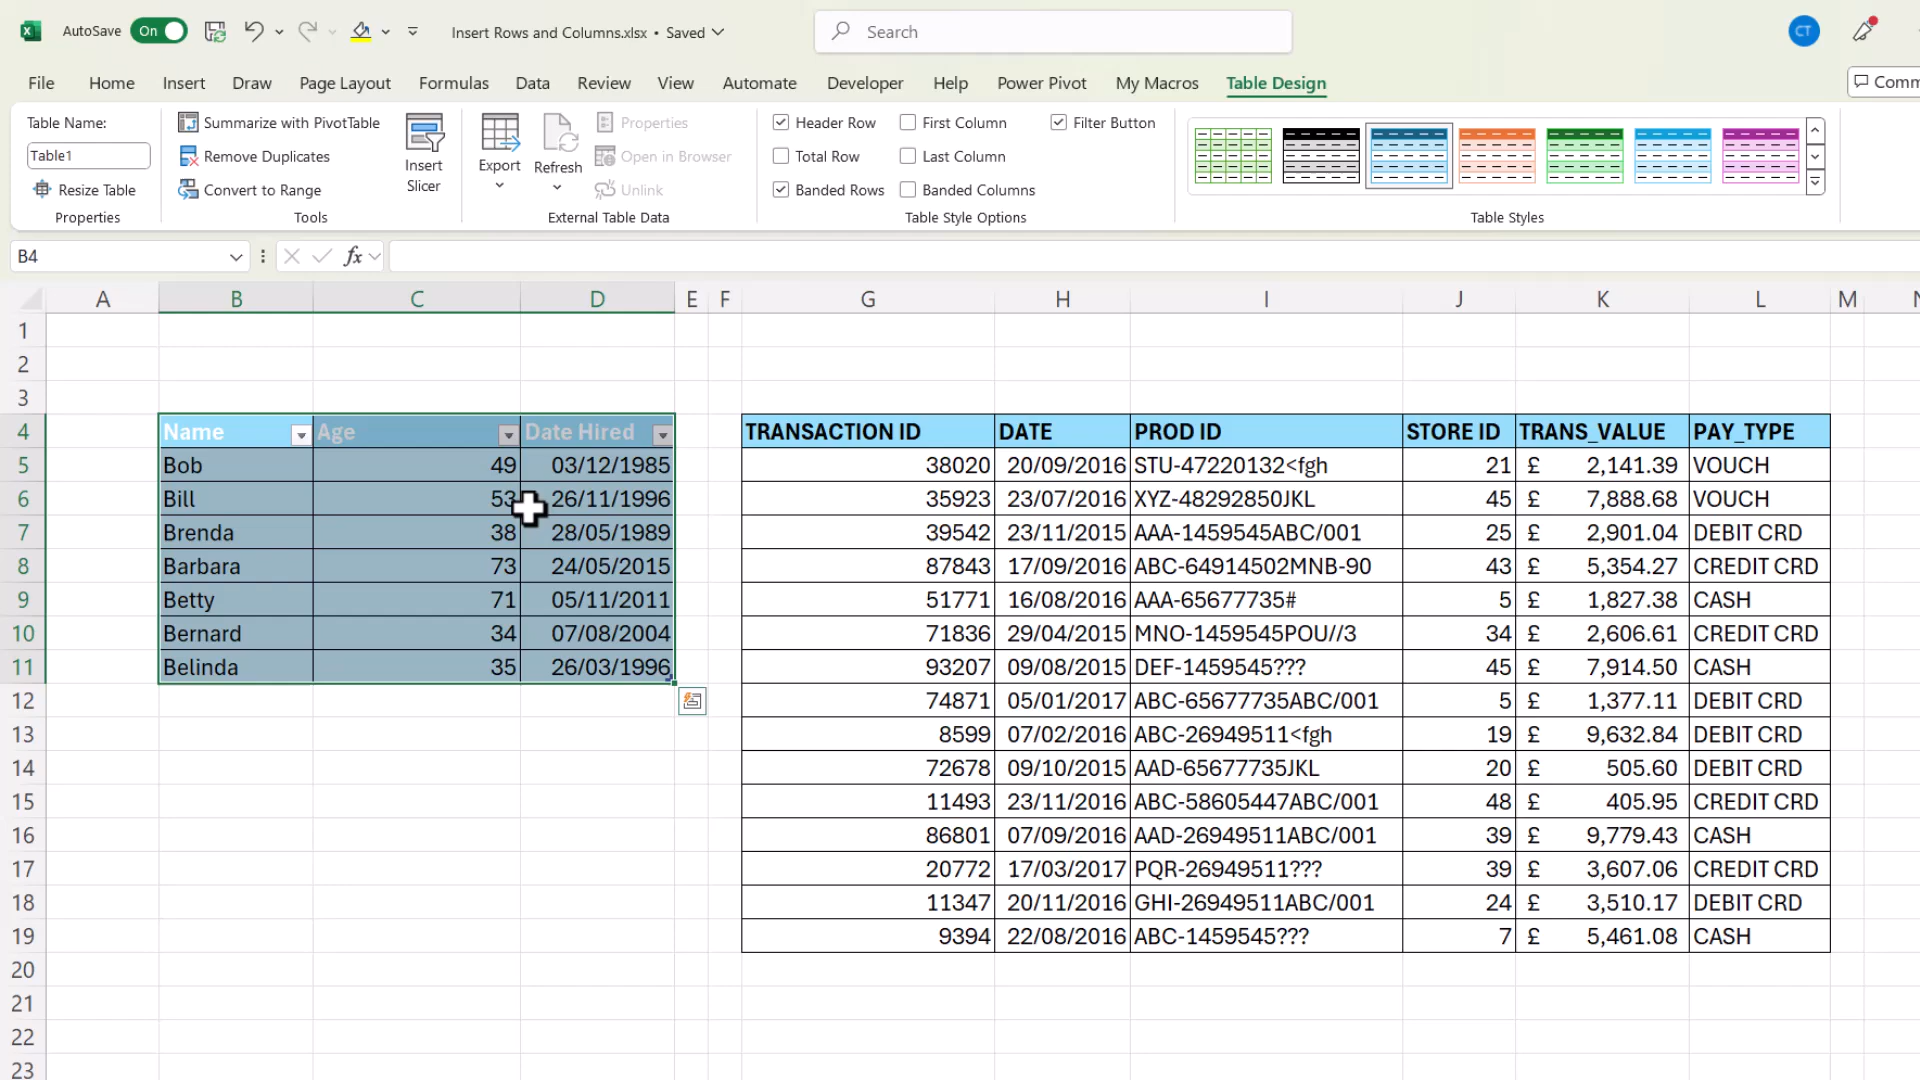 AutoSave On Insert Rows and Columns.xlsx • Saved Search CT
File Home Insert Draw Page Layout Formulas Data Review View Automate Developer Help Power Pivot My Macros Table Design Comm
Table Name:
Table1
Resize Table
Properties
Summarize with PivotTable
Remove Duplicates
Convert to Range
Tools
Insert
Slicer
Export
Refresh
Properties
Open in Browser
Unlink
External Table Data
Header Row First Column Filter Button
Total Row Last Column
Banded Rows Banded Columns
Table Style Options
Table Styles
B4 fx
A B C D E F G H I J K L M N
1
2
3
4 Name Age Date Hired TRANSACTION ID DATE PROD ID STORE ID TRANS_VALUE PAY_TYPE
5 Bob 49 03/12/1985 38020 20/09/2016 STU-47220132<fgh 21 £ 2,141.39 VOUCH
6 Bill 53 26/11/1996 35923 23/07/2016 XYZ-48292850JKL 45 £ 7,888.68 VOUCH
7 Brenda 38 28/05/1989 39542 23/11/2015 AAA-1459545ABC/001 25 £ 2,901.04 DEBIT CRD
8 Barbara 73 24/05/2015 87843 17/09/2016 ABC-64914502MNB-90 43 £ 5,354.27 CREDIT CRD
9 Betty 71 05/11/2011 51771 16/08/2016 AAA-65677735# 5 £ 1,827.38 CASH
10 Bernard 34 07/08/2004 71836 29/04/2015 MNO-1459545POU//3 34 £ 2,606.61 CREDIT CRD
11 Belinda 35 26/03/1996 93207 09/08/2015 DEF-1459545??? 45 £ 7,914.50 CASH
12 74871 05/01/2017 ABC-65677735ABC/001 5 £ 1,377.11 DEBIT CRD
13 8599 07/02/2016 ABC-26949511<fgh 19 £ 9,632.84 DEBIT CRD
14 72678 09/10/2015 AAD-65677735JKL 20 £ 505.60 DEBIT CRD
15 11493 23/11/2016 ABC-58605447ABC/001 48 £ 405.95 CREDIT CRD
16 86801 07/09/2016 AAD-26949511ABC/001 39 £ 9,779.43 CASH
17 20772 17/03/2017 PQR-26949511??? 39 £ 3,607.06 CREDIT CRD
18 11347 20/11/2016 GHI-26949511ABC/001 24 £ 3,510.17 DEBIT CRD
19 9394 22/08/2016 ABC-1459545??? 7 £ 5,461.08 CASH
20
21
22
23